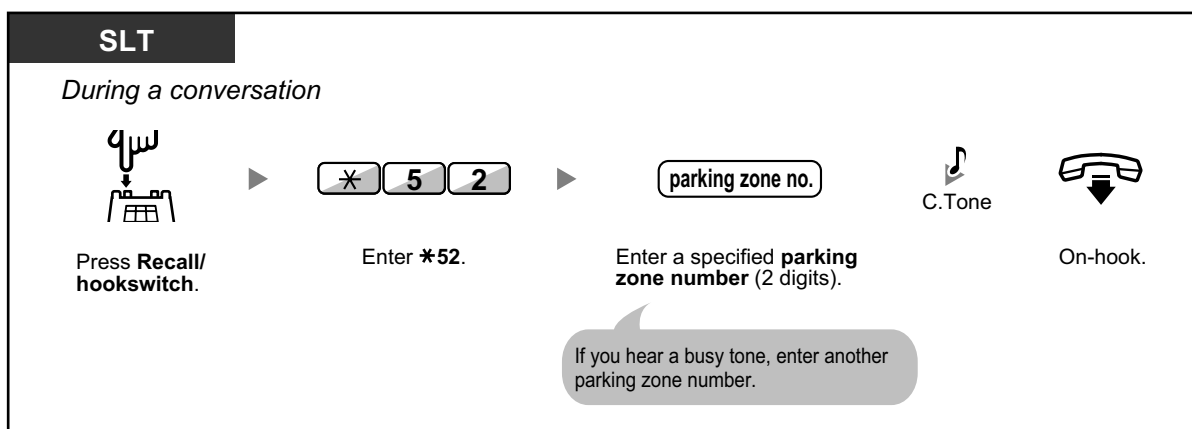 SLT
During a conversation
✳ 5 2
parking zone no.
C.Tone
Press Recall/
hookswitch.
Enter ✳52.
Enter a specified parking
zone number (2 digits).
On-hook.
If you hear a busy tone, enter another
parking zone number.